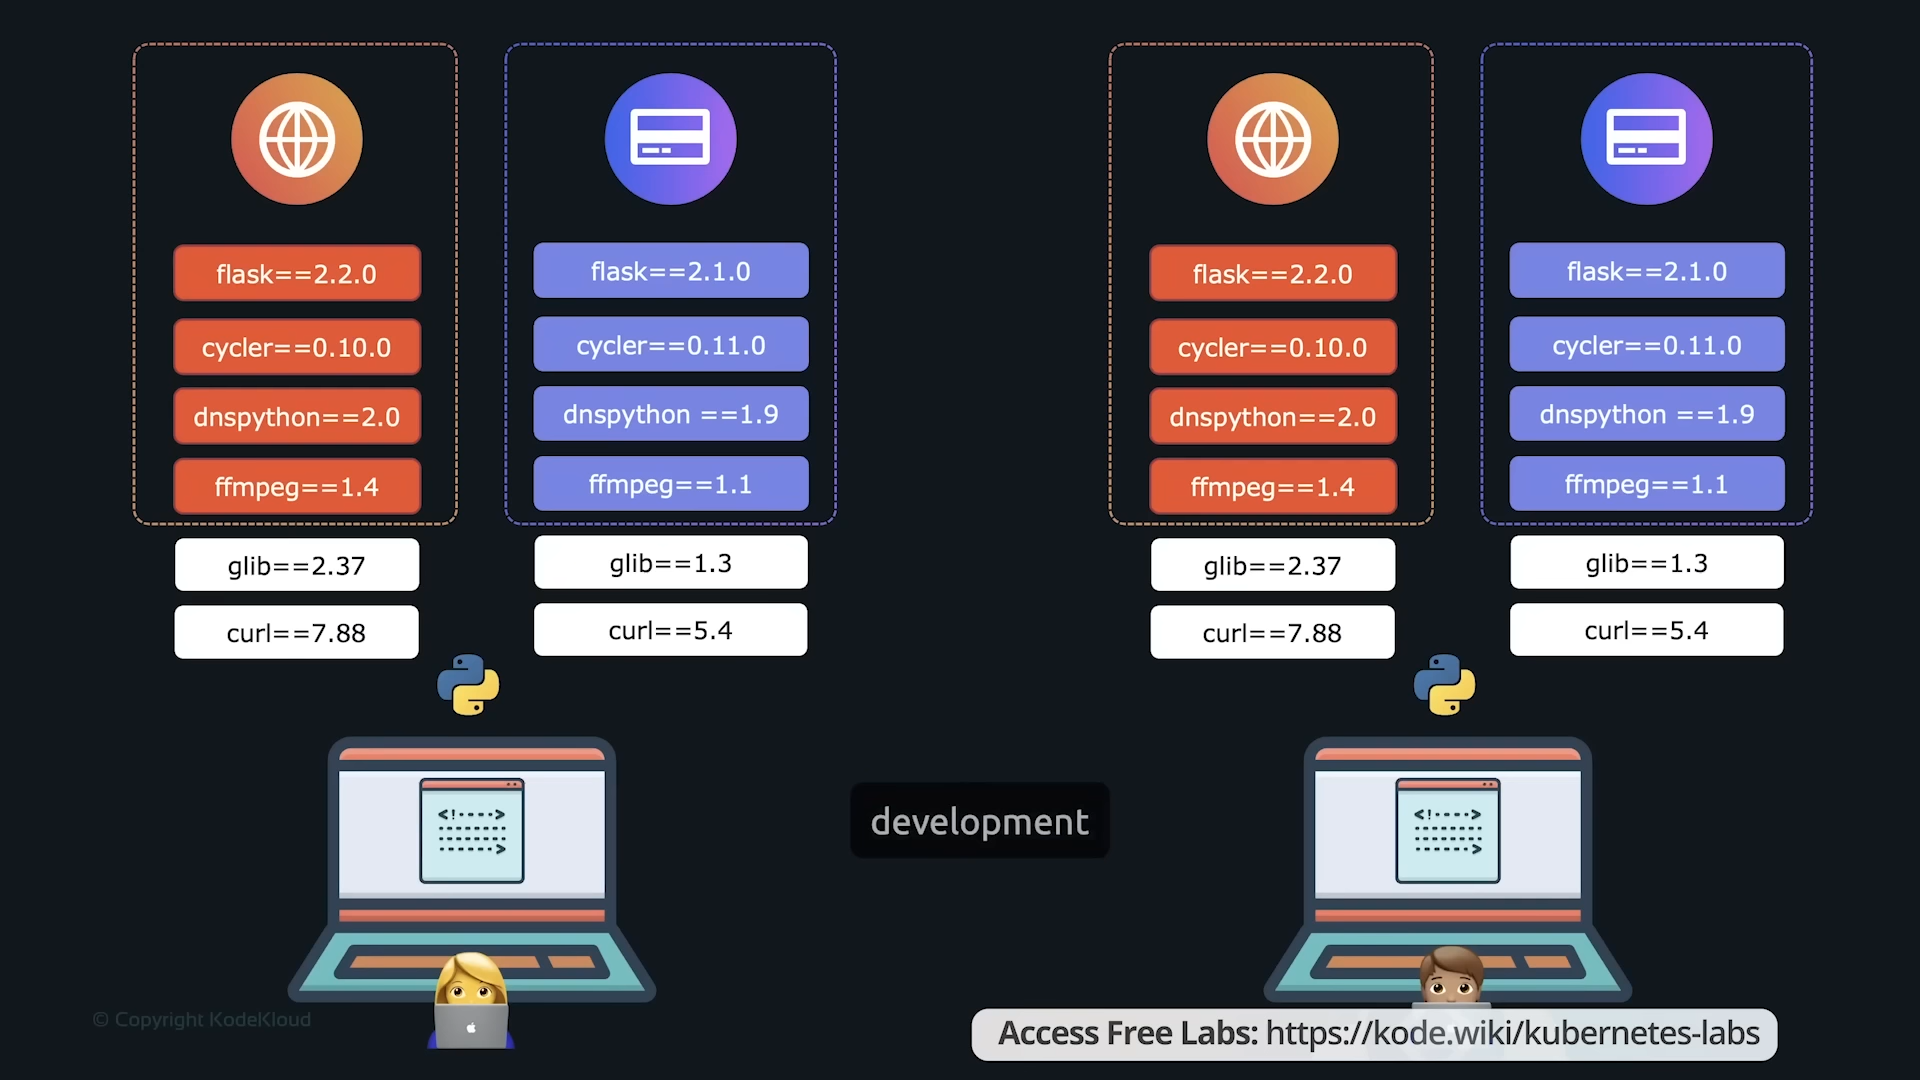 flask==2.2.0
cycler==0.10.0
dnspython==2.0
ffmpeg==1.4
glib==2.37
curl==7.88
flask==2.1.0
cycler==0.11.0
dnspython ==1.9
ffmpeg==1.1
glib==1.3
curl==5.4
flask==2.2.0
cycler==0.10.0
dnspython==2.0
ffmpeg==1.4
glib==2.37
curl==7.88
flask==2.1.0
cycler==0.11.0
dnspython ==1.9
ffmpeg==1.1
glib==1.3
curl==5.4
development
© Copyright KodeKloud
Access Free Labs: https://kode.wiki/kubernetes-labs